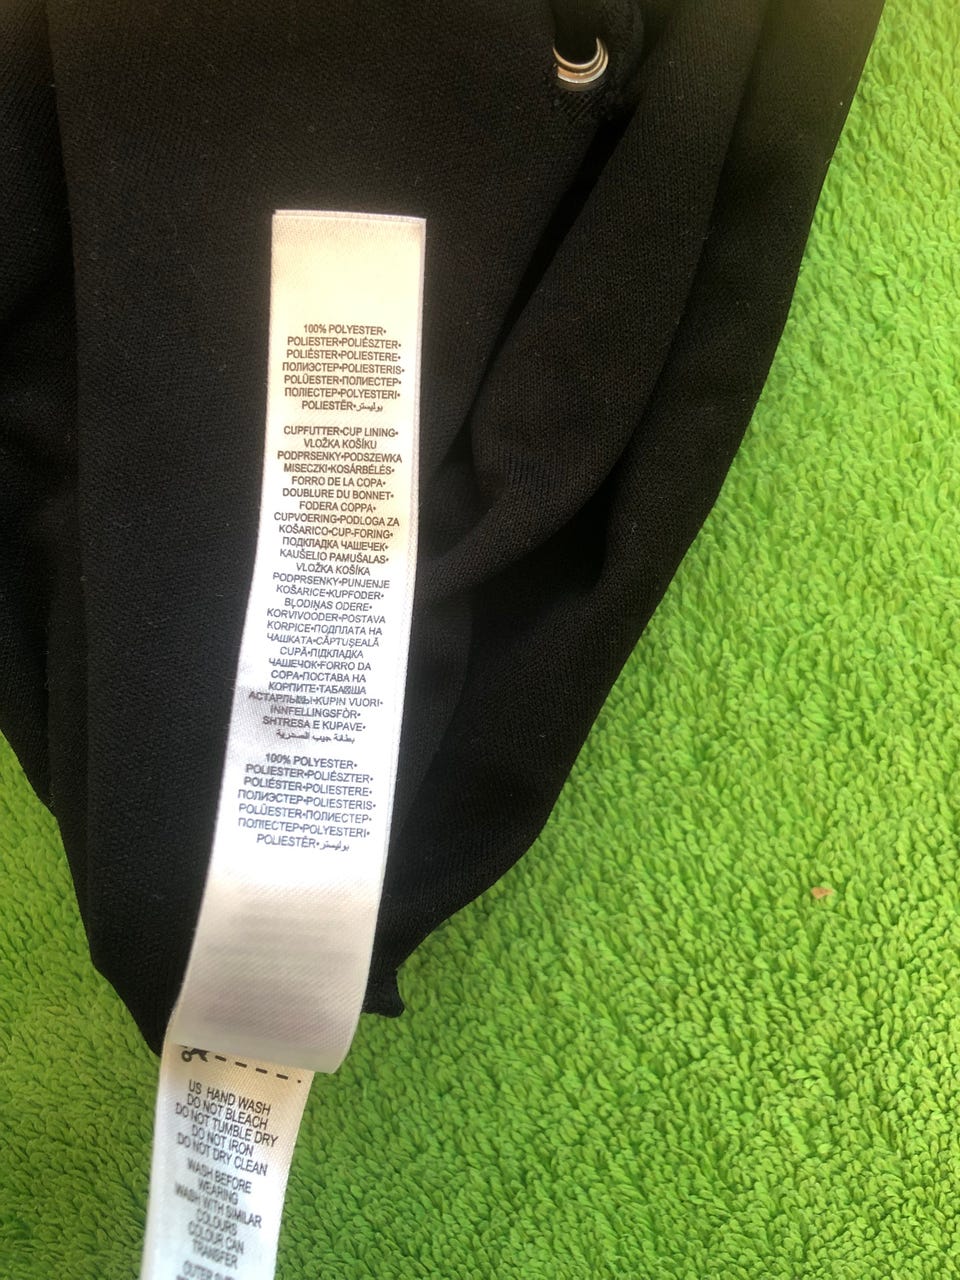 100% POLYESTER•
POLIESTER•POLIÉSZTER•
POLIÉSTER•POLIESTERE•
ПОЛИЭСТЕР•POLIESTERIS•
POLÜESTER•ПОЛИЕСТЕР•
ПОЛІЕСТЕР•POLYESTERI•
POLIESTËR•بوليستر
CUPFUTTER•CUP LINING•
VLOŽKA KOŠÍKU
PODPRSENKY•PODSZEWKA
MISECZKI•KOSÁRBÉLÉS•
FORRO DE LA COPA•
DOUBLURE DU BONNET•
FODERA COPPA•
CUPVOERING•PODLOGA ZA
KOŠARICO•CUP-FORING•
ПОДКЛАДКА ЧАШЕЧЕК•
KAUŠELIO PAMUŠALAS•
VLOŽKA KOŠÍKA
PODPRSENKY•PUNJENJE
KOŠARICE•KUPFODER•
BĻODIŅAS ODERE•
KORVIVOODER•POSTAVA
KORPICE•ПОДПЛАТА НА
ЧАШКАТА•CĂPTUŞEALĂ
CUPĂ•ПІДКЛАДКА
ЧАШЕЧОК•FORRO DA
COPA•ПОСТАВА НА
КОРПИТЕ•ТАБАҚША
АСТАРЛЫҒЫ•KUPIN VUORI•
INNFELLINGSFÔR•
SHTRESA E KUPAVE•
بطانة جيب الصدرية
100% POLYESTER•
POLIESTER•POLIÉSZTER•
POLIÉSTER•POLIESTERE•
ПОЛИЭСТЕР•POLIESTERIS•
POLÜESTER•ПОЛИЕСТЕР•
ПОЛІЕСТЕР•POLYESTERI•
POLIESTËR•بوليستر
US HAND WASH
DO NOT BLEACH
DO NOT TUMBLE DRY
DO NOT IRON
DO NOT DRY CLEAN
WASH BEFORE
WEARING
WASH WITH SIMILAR
COLOURS
COLOUR CAN
TRANSFER
OUTER